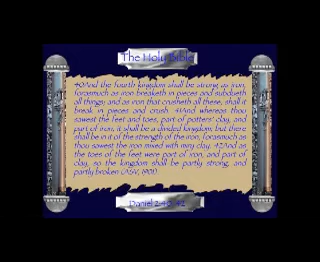 The Holy Bible
40And the fourth kingdom shall be strong as iron,
forasmuch as iron breaketh in pieces and subdueth
all things; and as iron that crusheth all these, shall it
break in pieces and crush. 41And whereas thou
sawest the feet and toes, part of potters' clay, and
part of iron, it shall be a divided kingdom; but there
shall be in it of the strength of the iron, forasmuch as
thou sawest the iron mixed with miry clay. 42And as
the toes of the feet were part of iron, and part of
clay, so the kingdom shall be partly strong, and
partly broken (ASV, 1901).
Daniel 2:40-42